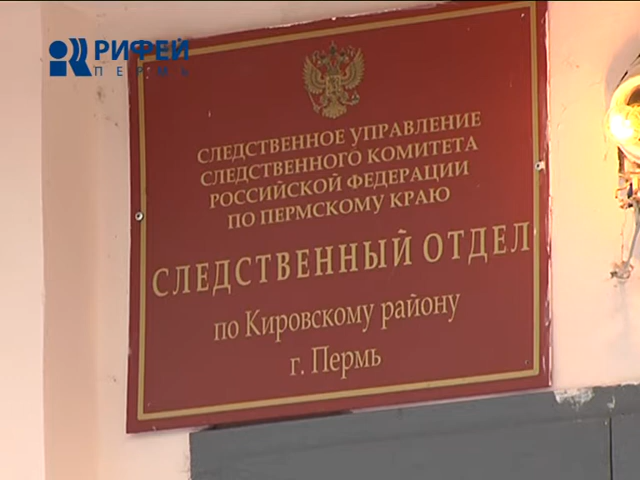 РИФЕЙ
ПЕРМЬ
СЛЕДСТВЕННОЕ УПРАВЛЕНИЕ
СЛЕДСТВЕННОГО КОМИТЕТА
РОССИЙСКОЙ ФЕДЕРАЦИИ
ПО ПЕРМСКОМУ КРАЮ
СЛЕДСТВЕННЫЙ ОТДЕЛ
по Кировскому району
г. Пермь